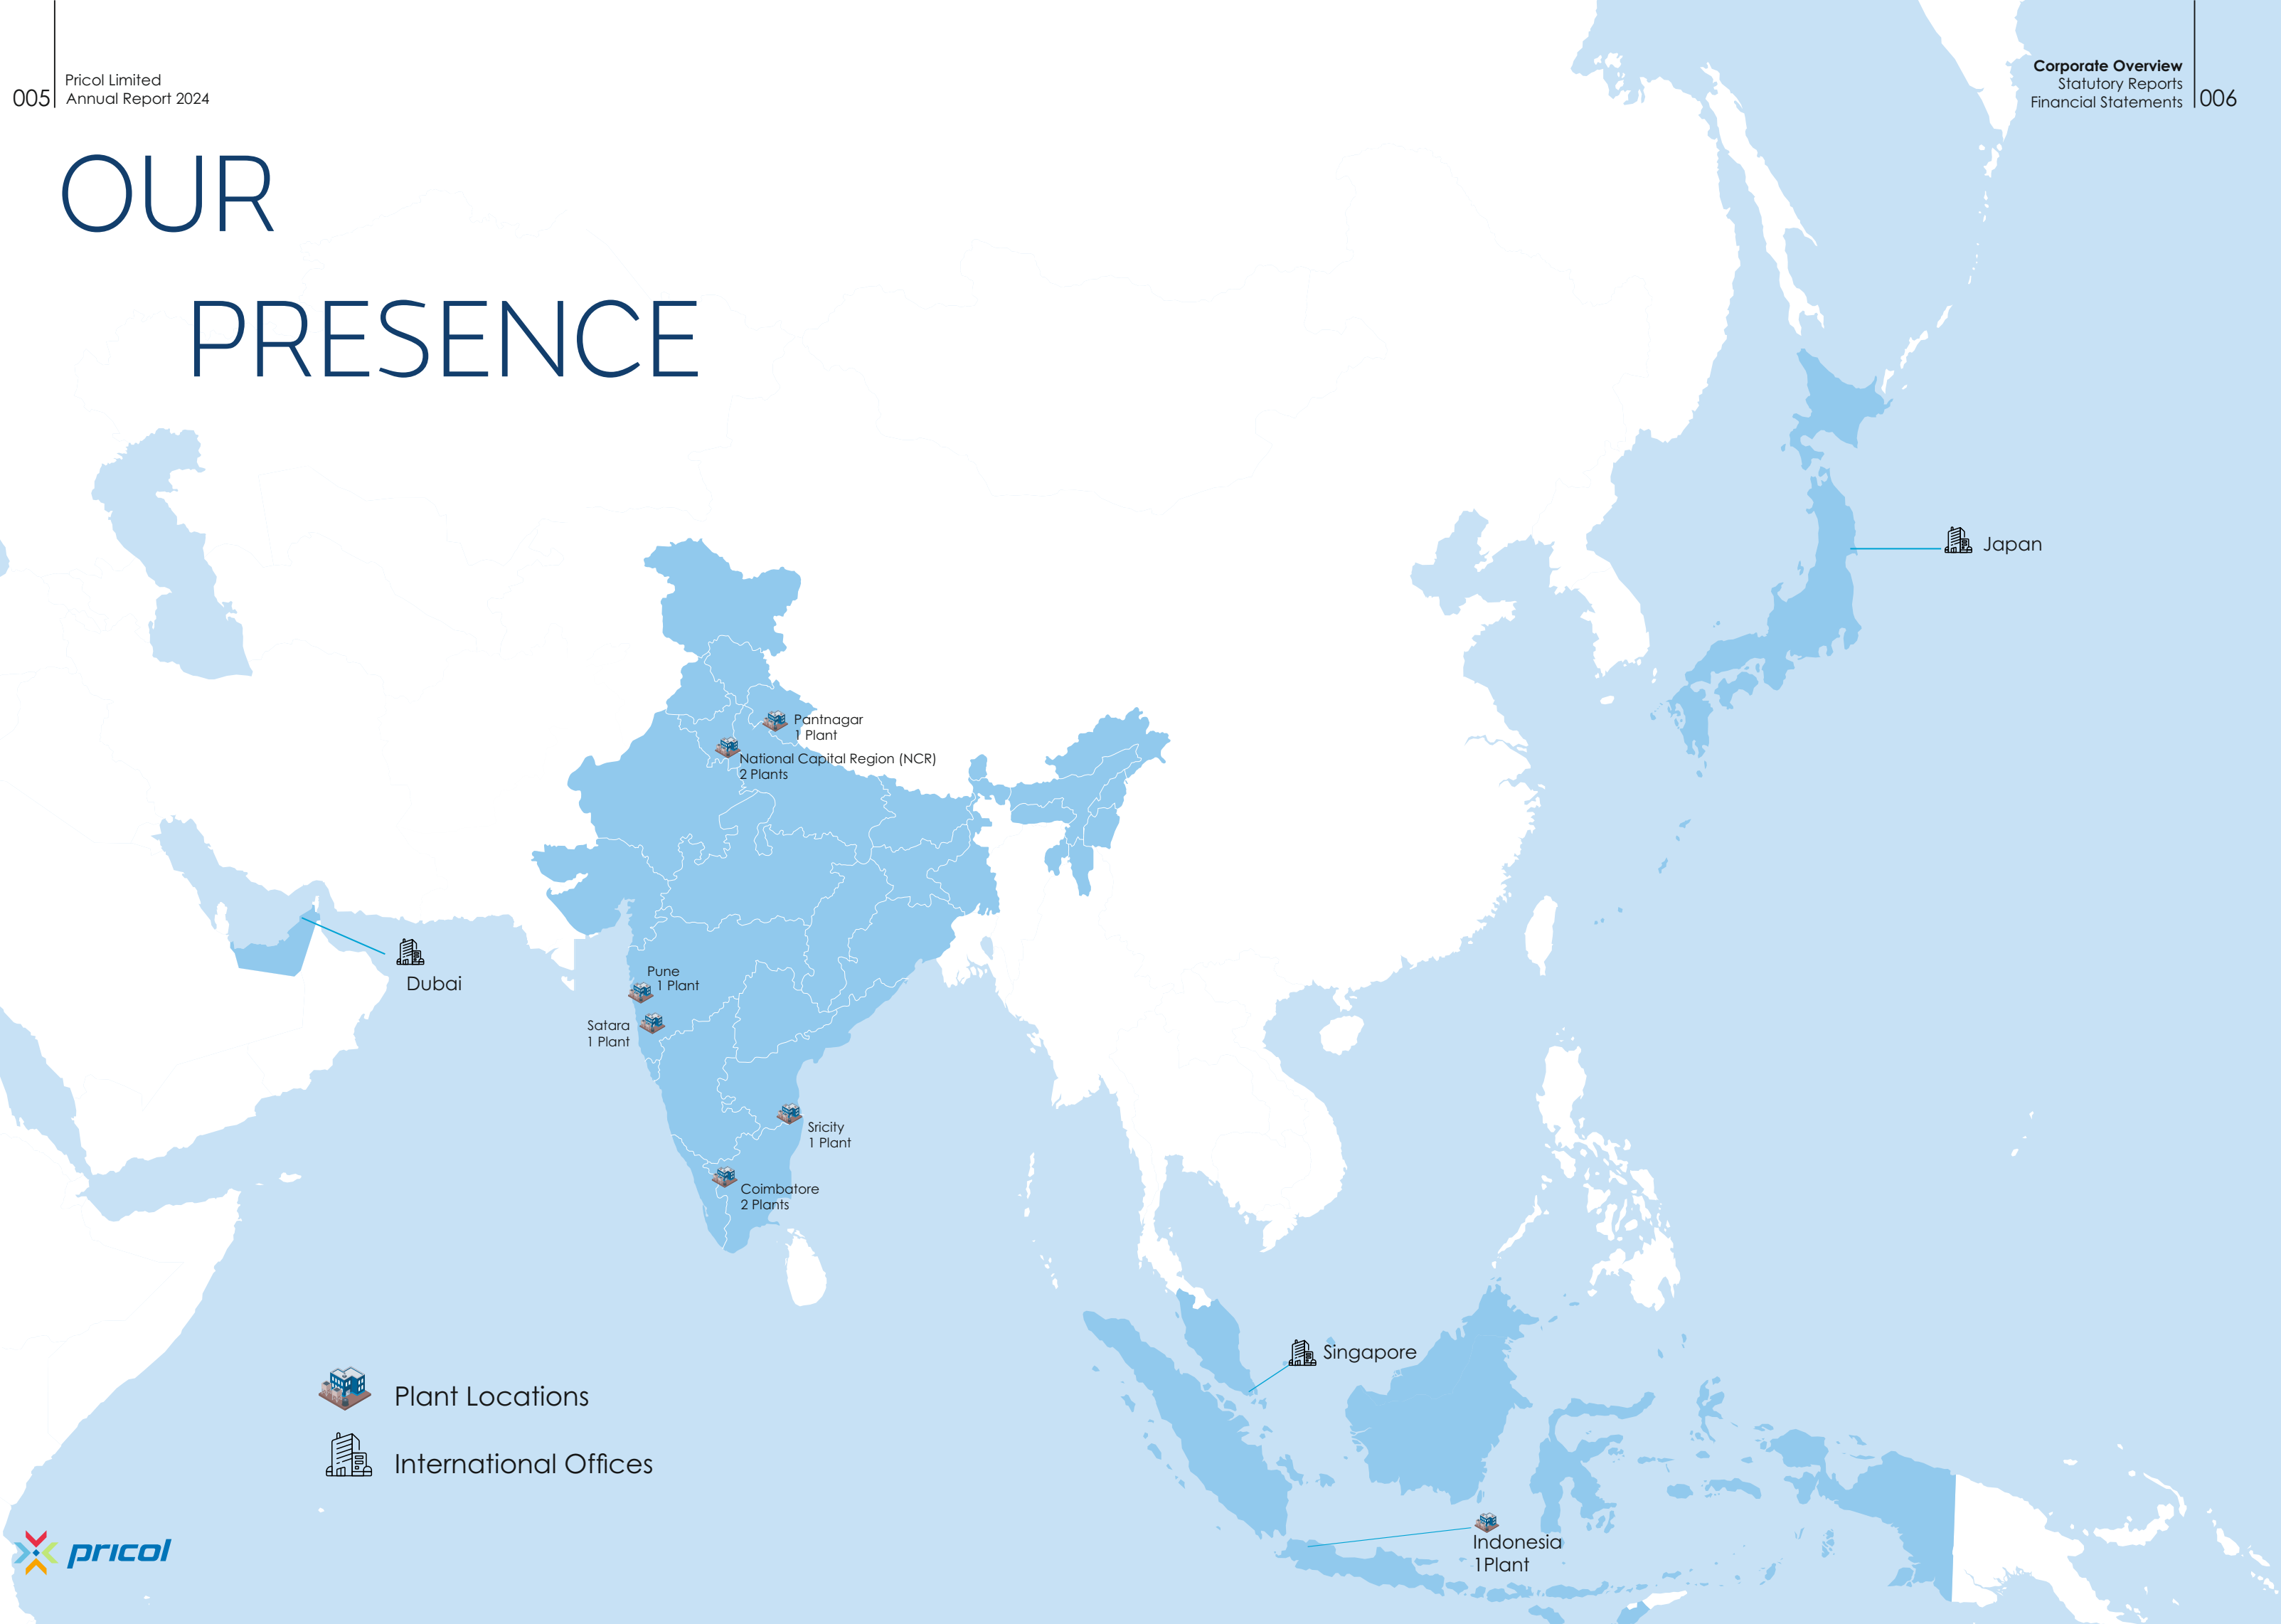 005
Pricol Limited
Annual Report 2024
Corporate Overview
Statutory Reports
Financial Statements
006
OUR
PRESENCE
Japan
Pantnagar
1 Plant
National Capital Region (NCR)
2 Plants
Dubai
Pune
1 Plant
Satara
1 Plant
Sricity
1 Plant
Coimbatore
2 Plants
Singapore
Plant Locations
International Offices
Indonesia
1Plant
pricol